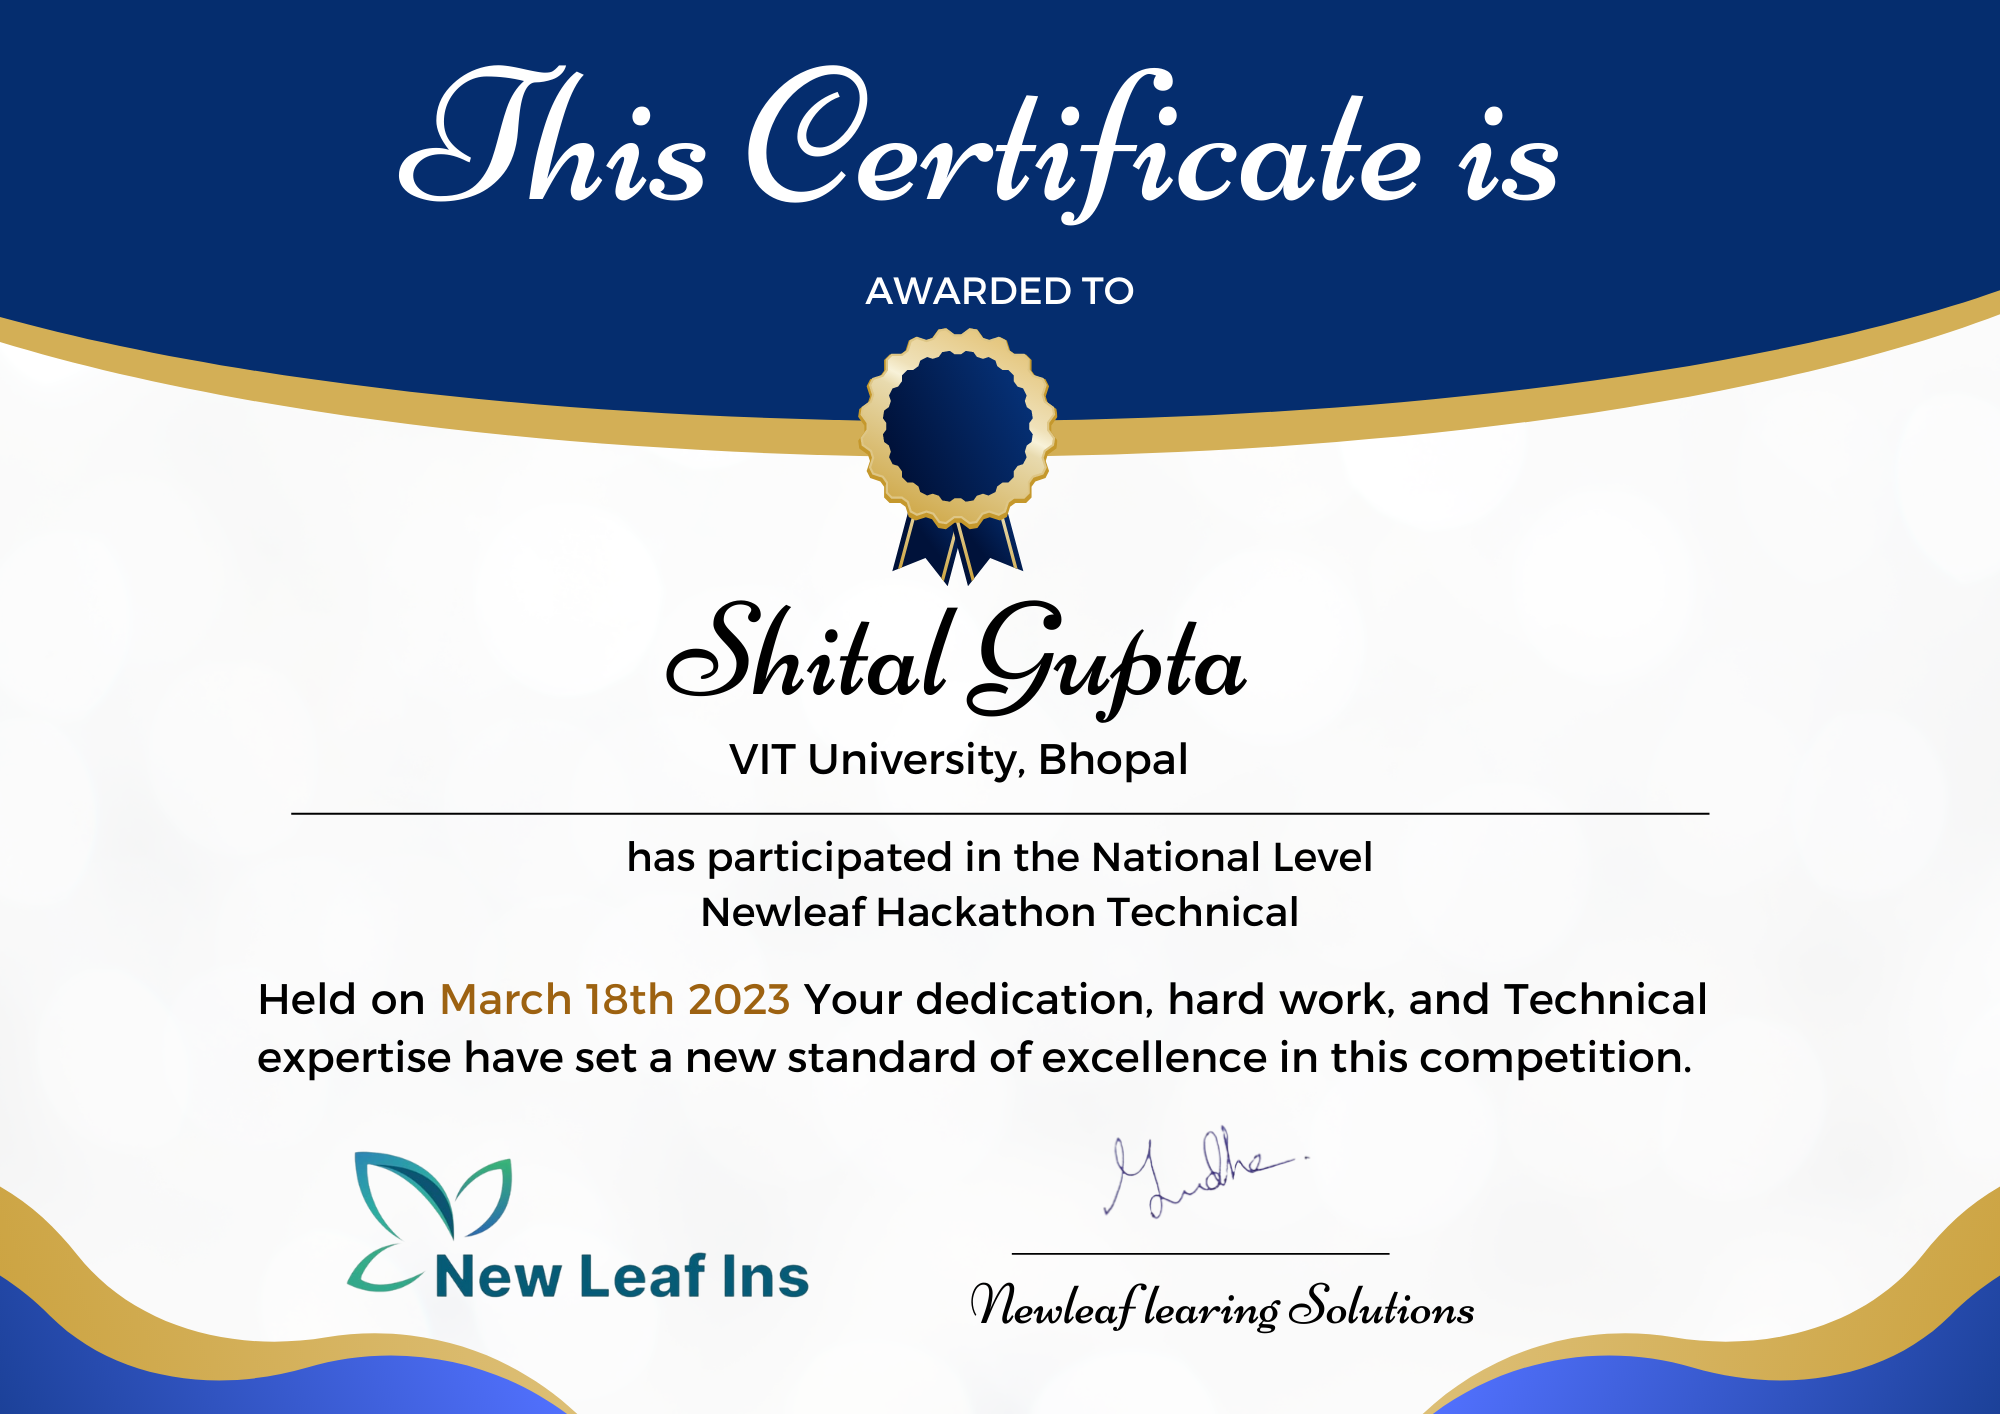 This Certificate is
AWARDED TO
Shital Gupta
VIT University, Bhopal
has participated in the National Level
Newleaf Hackathon Technical
Held on March 18th 2023 Your dedication, hard work, and Technical
expertise have set a new standard of excellence in this competition.
New Leaf Ins
Newleaf learing Solutions